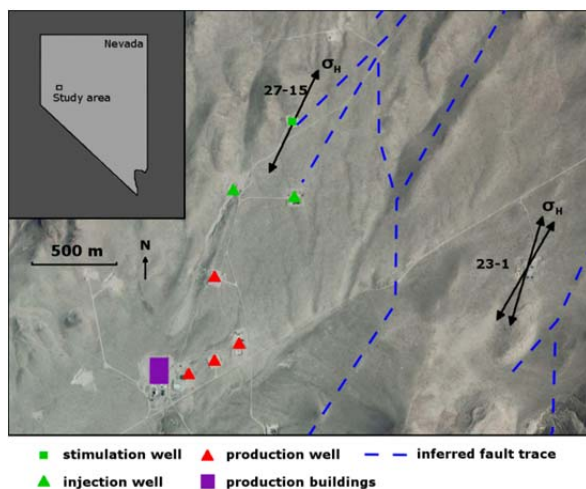 Nevada
Study area
σH
27-15
500 m
N
σH
23-1
stimulation well
production well
inferred fault trace
injection well
production buildings